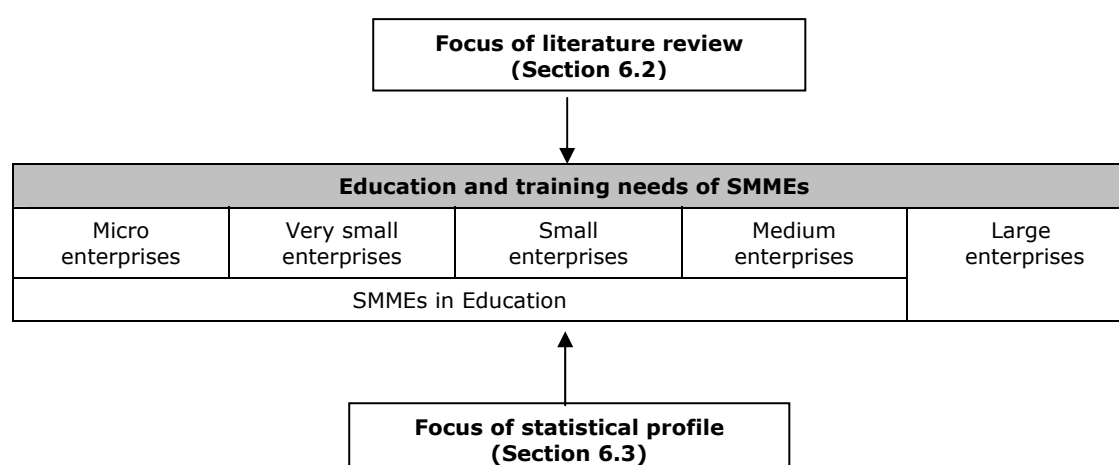 Focus of literature review
(Section 6.2)
Education and training needs of SMMEs
Micro
enterprises
Very small
enterprises
Small
enterprises
Medium
enterprises
Large
enterprises
SMMEs in Education
Focus of statistical profile
(Section 6.3)